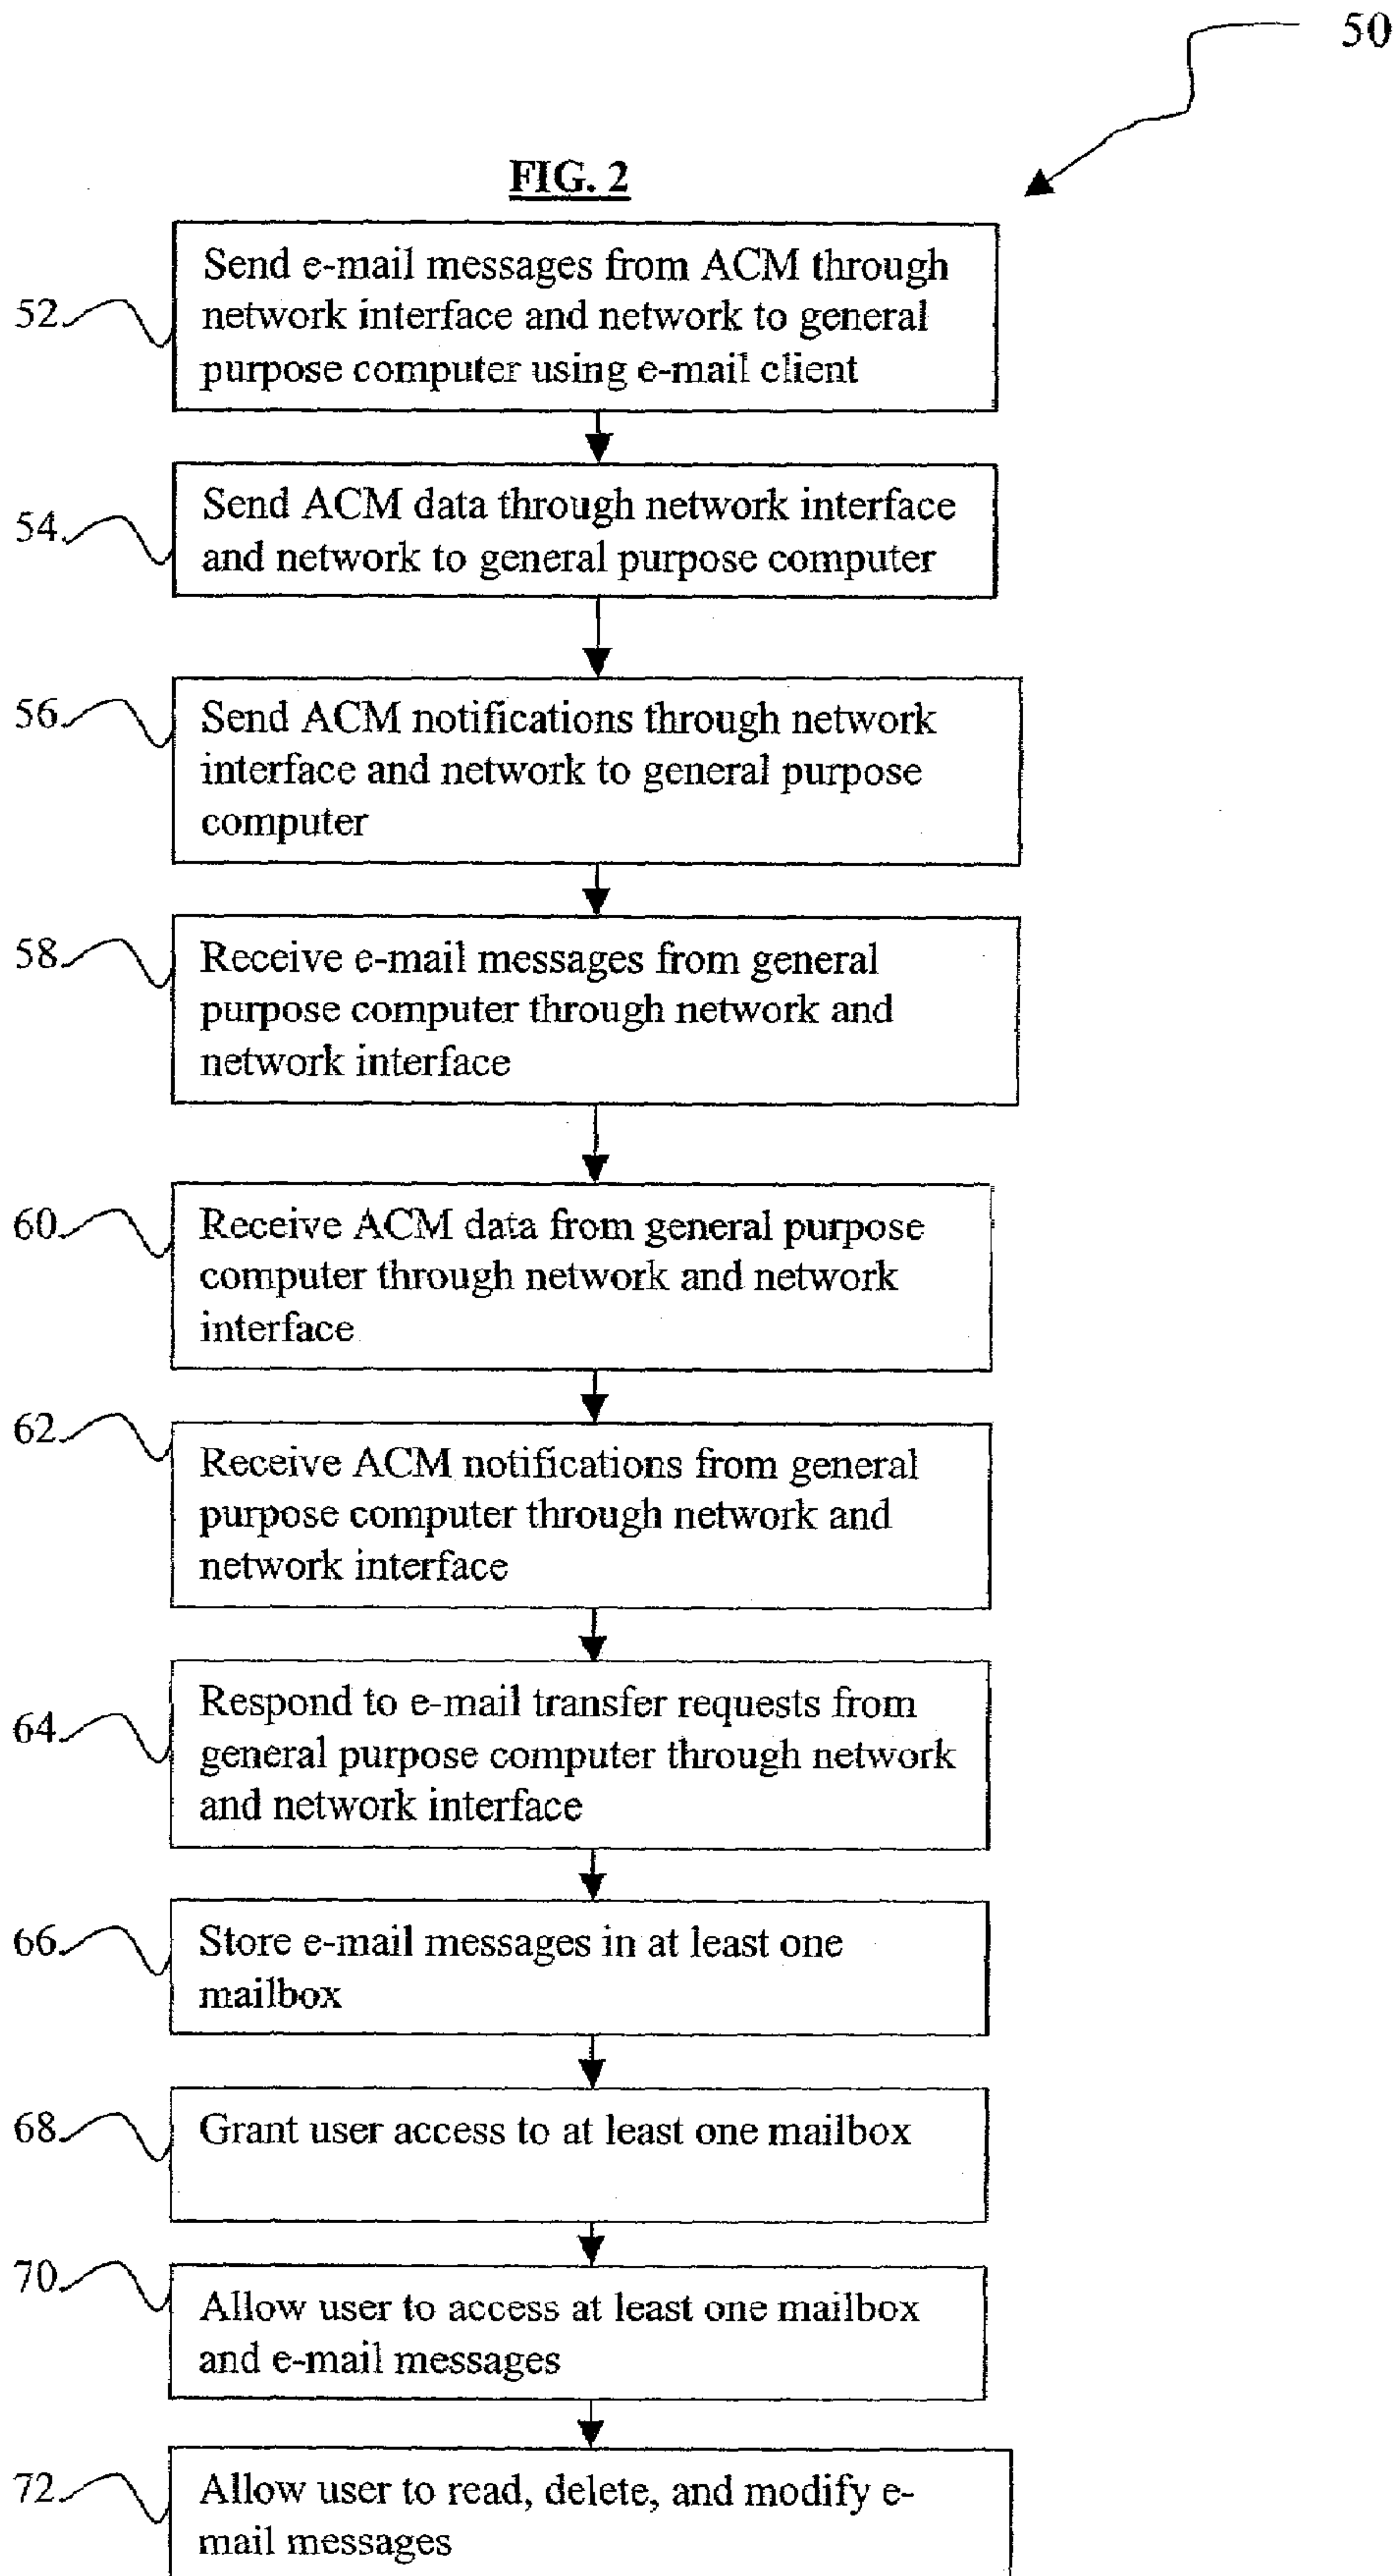 50
FIG. 2
52
Send e-mail messages from ACM through
network interface and network to general
purpose computer using e-mail client
54
Send ACM data through network interface
and network to general purpose computer
56
Send ACM notifications through network
interface and network to general purpose
computer
58
Receive e-mail messages from general
purpose computer through network and
network interface
60
Receive ACM data from general purpose
computer through network and network
interface
62
Receive ACM notifications from general
purpose computer through network and
network interface
64
Respond to e-mail transfer requests from
general purpose computer through network
and network interface
66
Store e-mail messages in at least one
mailbox
68
Grant user access to at least one mailbox
70
Allow user to access at least one mailbox
and e-mail messages
72
Allow user to read, delete, and modify e-
mail messages